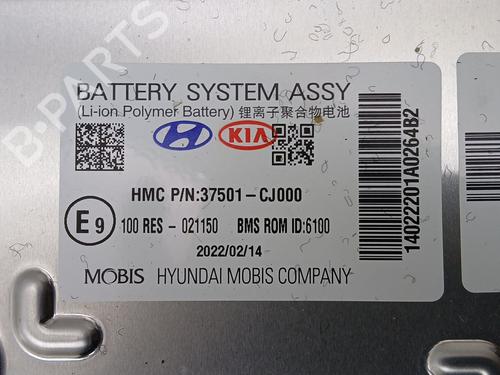 BATTERY SYSTEM ASSY
(Li-ion Polymer Battery) 锂离子聚合物电池
KIA
HMC P/N:37501-CJ000
E9
100 RES - 021150 BMS ROM ID:6100
2022/02/14
MOBIS HYUNDAI MOBIS COMPANY
14022201A0264B2
B-PARTS